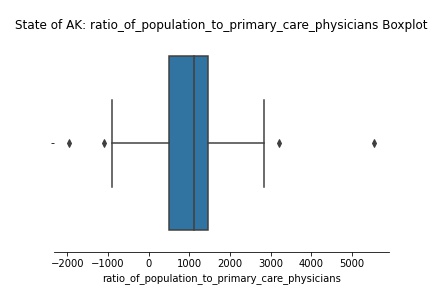 State of AK: ratio_of_population_to_primary_care_physicians Boxplot
−2000 −1000 0 1000 2000 3000 4000 5000
ratio_of_population_to_primary_care_physicians